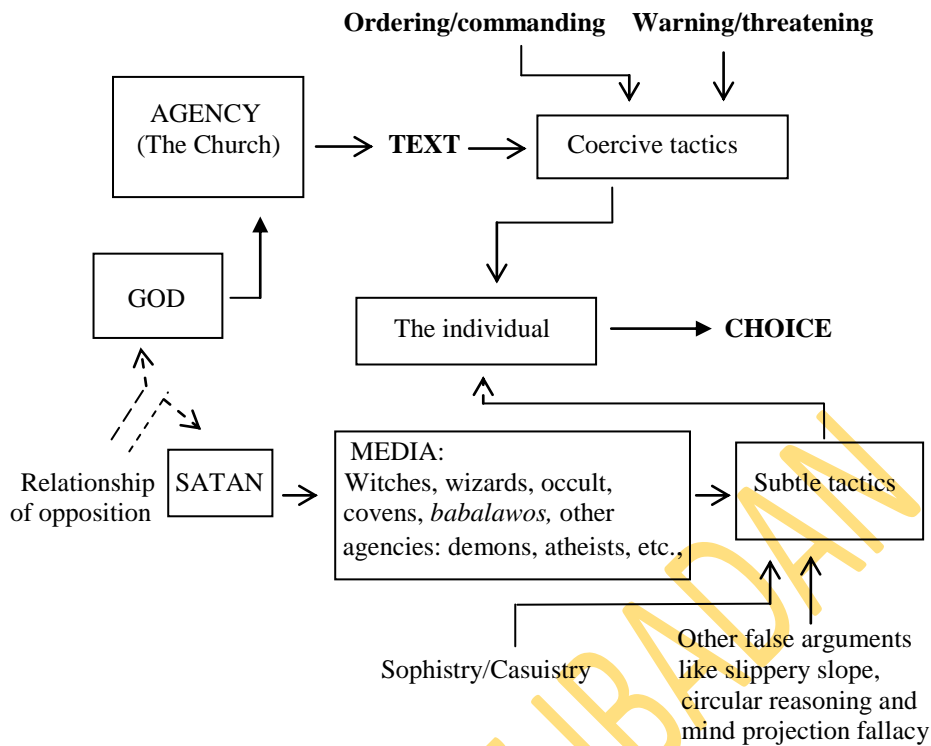 Ordering/commanding
Warning/threatening
AGENCY
(The Church)
TEXT
Coercive tactics
GOD
The individual
CHOICE
Relationship
of opposition
SATAN
MEDIA:
Witches, wizards, occult,
covens, babalawos, other
agencies: demons, atheists, etc.,
Subtle tactics
Sophistry/Casuistry
Other false arguments
like slippery slope,
circular reasoning and
mind projection fallacy
IBADAN